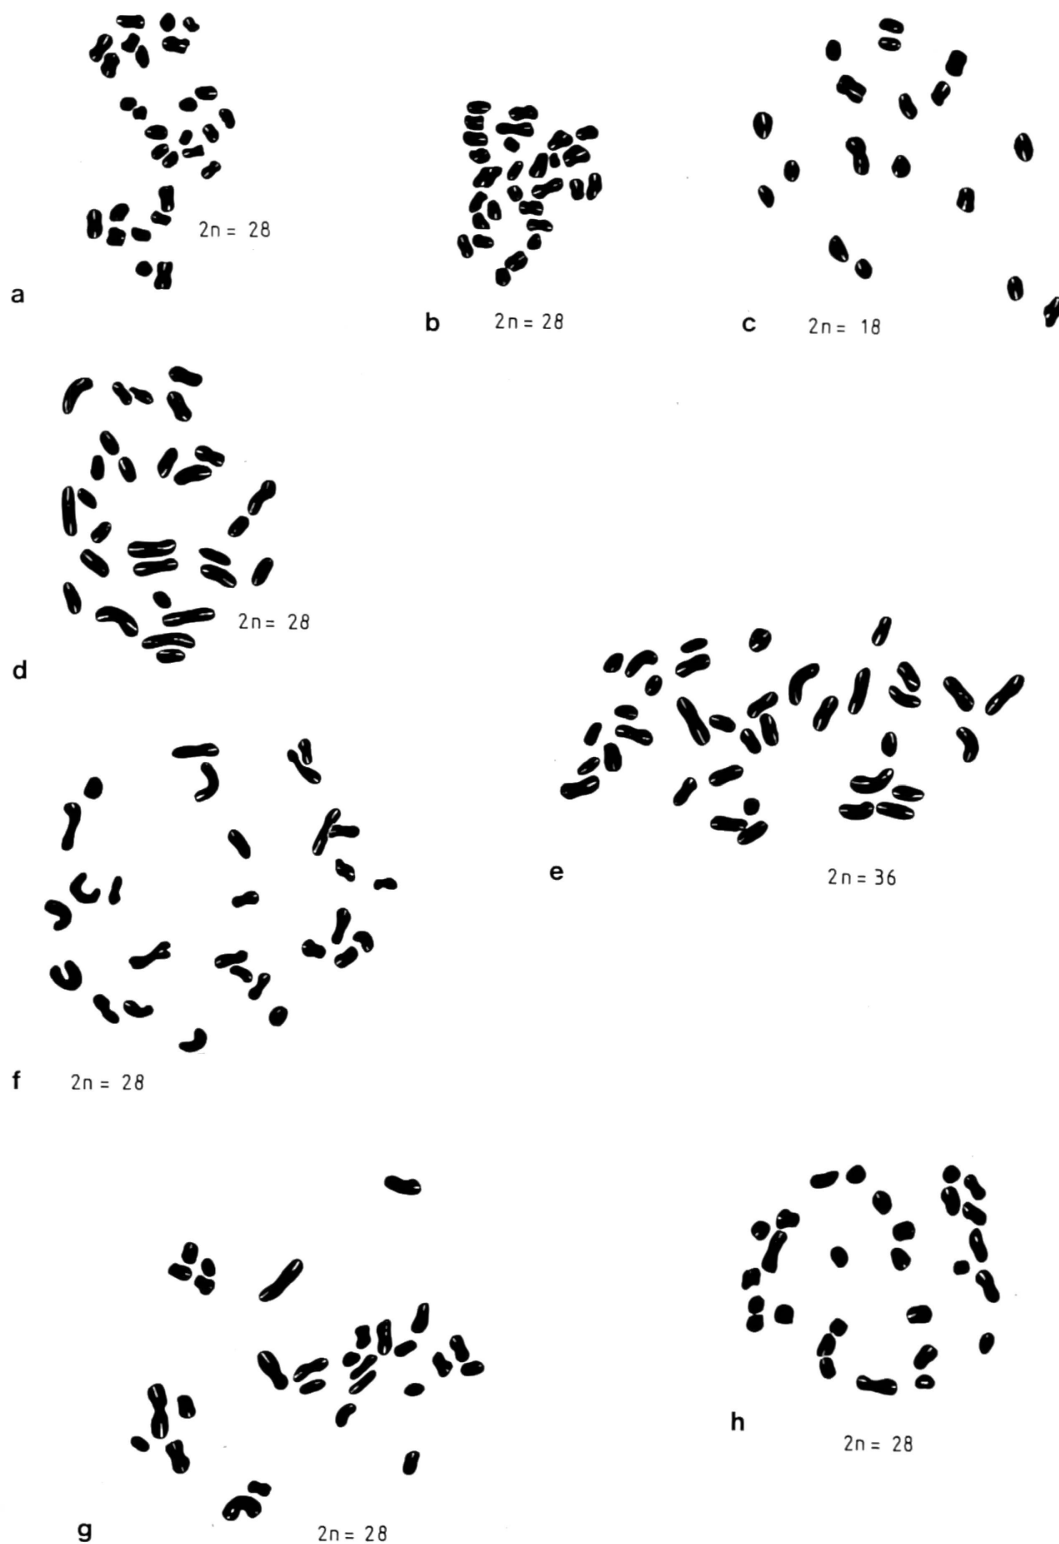 2n = 28
a
b
2n = 28
c
2n = 18
2n = 28
d
e
2n = 36
f
2n = 28
h
2n = 28
g
2n = 28